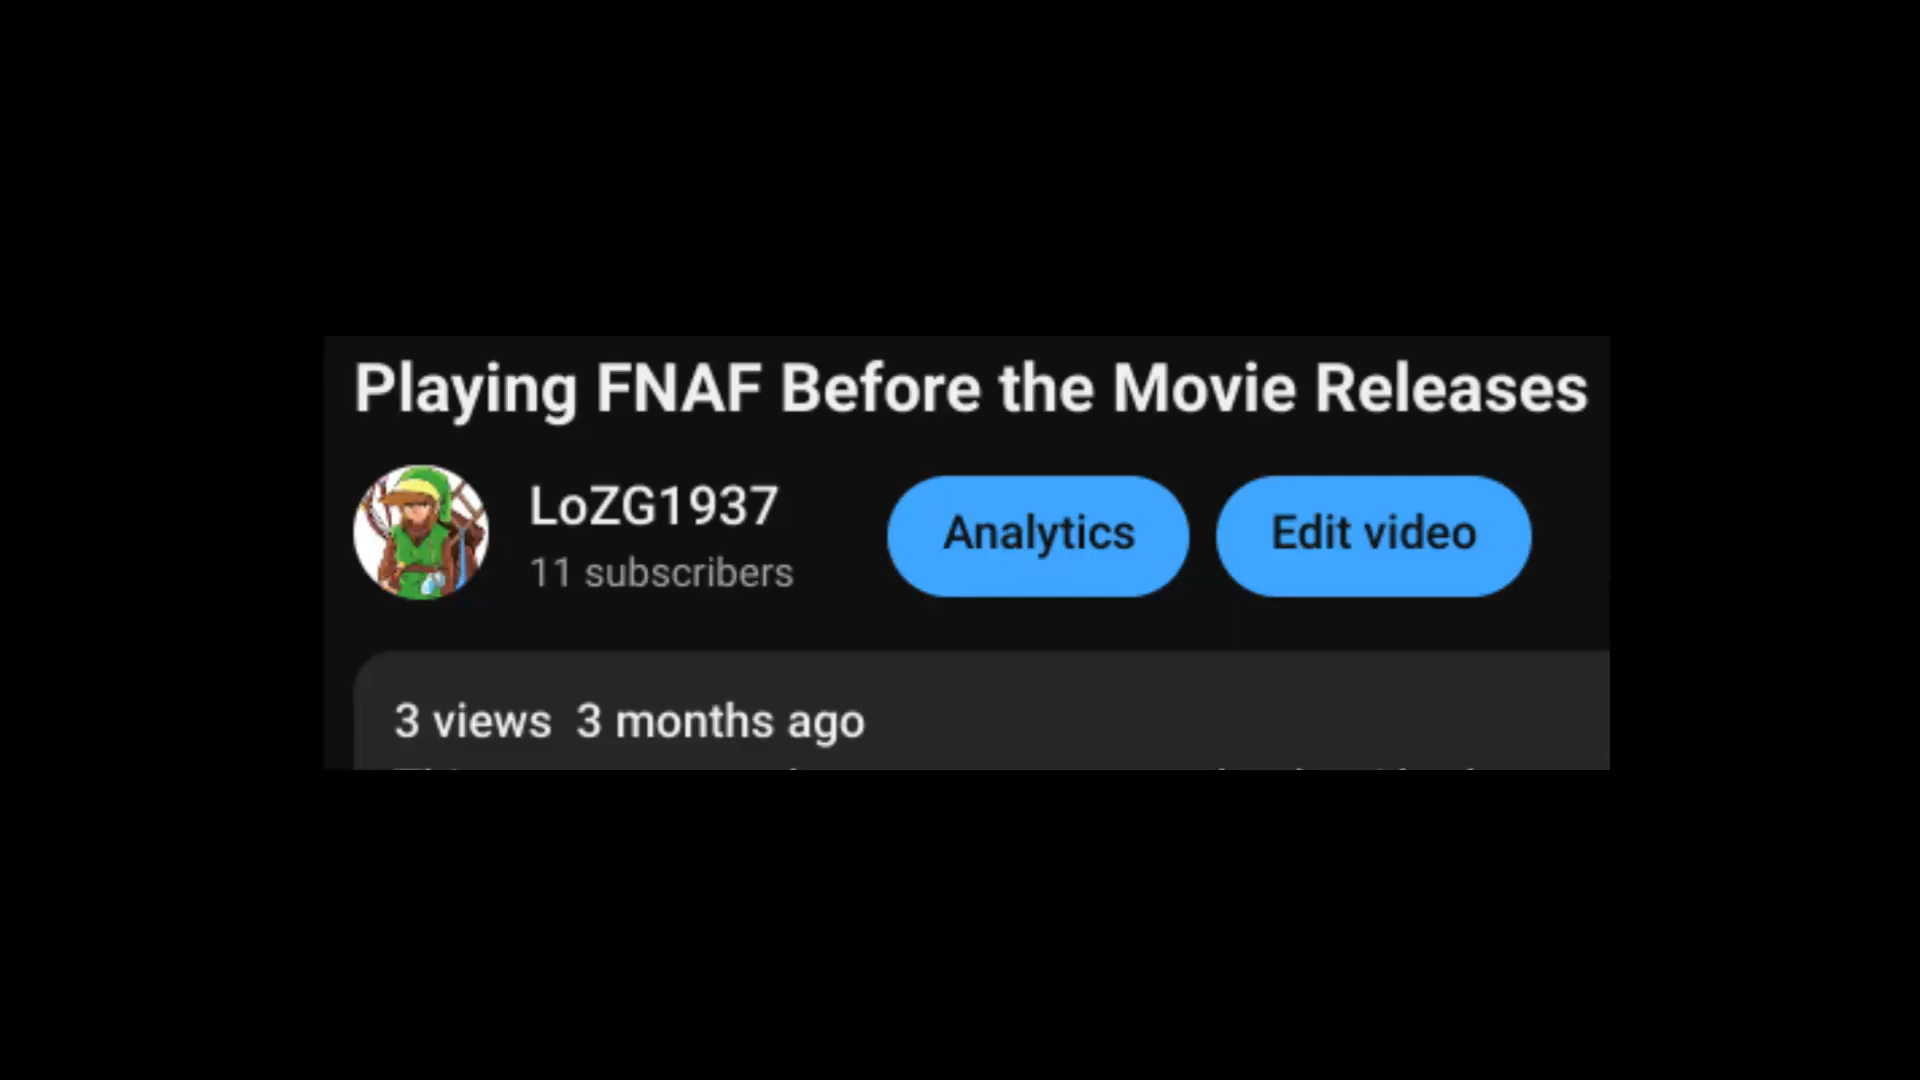 Playing FNAF Before the Movie Releases
LoZG1937
11 subscribers
Analytics
Edit video
3 views 3 months ago